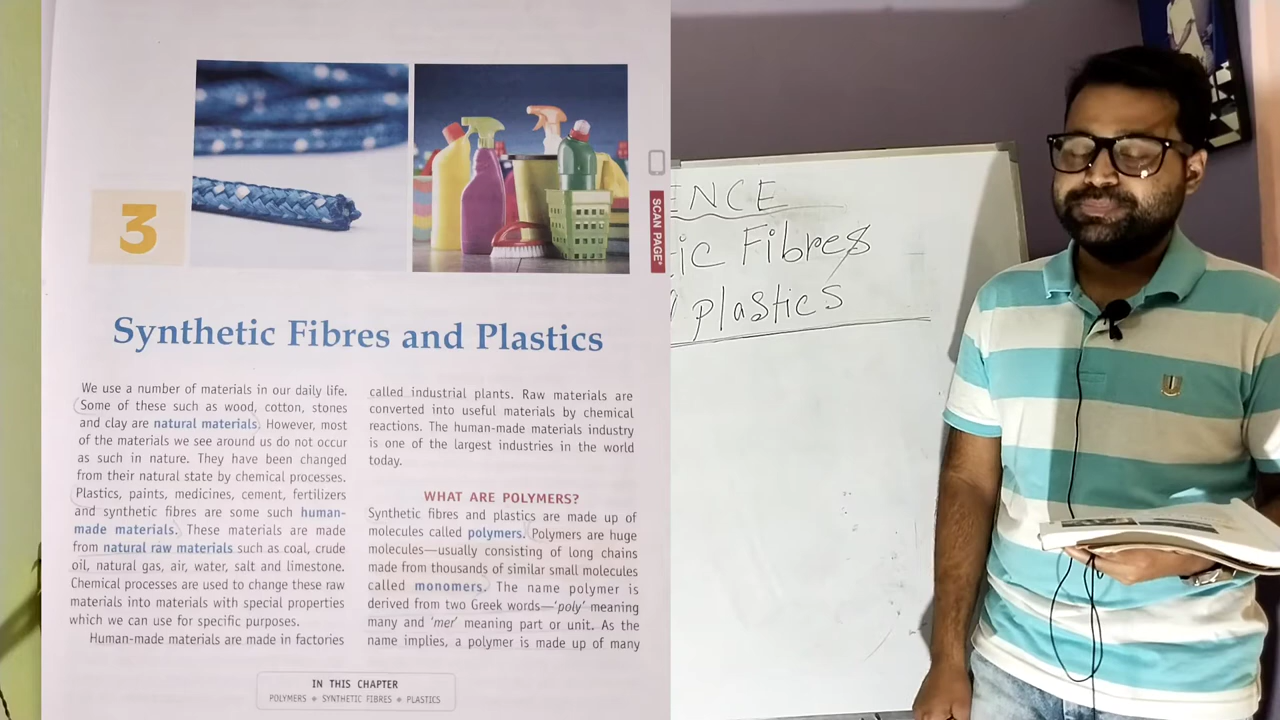 3
SCAN PAGE*
Synthetic Fibres and Plastics
We use a number of materials in our daily life.
Some of these such as wood, cotton, stones
and clay are natural materials. However, most
of the materials we see around us do not occur
as such in nature. They have been changed
from their natural state by chemical processes.
Plastics, paints, medicines, cement, fertilizers
and synthetic fibres are some such human-
made materials. These materials are made
from natural raw materials such as coal, crude
oil, natural gas, air, water, salt and limestone.
Chemical processes are used to change these raw
materials into materials with special properties
which we can use for specific purposes.
Human-made materials are made in factories
called industrial plants. Raw materials are
converted into useful materials by chemical
reactions. The human-made materials industry
is one of the largest industries in the world
today.
WHAT ARE POLYMERS?
Synthetic fibres and plastics are made up of
molecules called polymers. Polymers are huge
molecules—usually consisting of long chains
made from thousands of similar small molecules
called monomers. The name polymer is
derived from two Greek words—'poly' meaning
many and 'mer' meaning part or unit. As the
name implies, a polymer is made up of many
IN THIS CHAPTER
POLYMERS ✦ SYNTHETIC FIBRES ✦ PLASTICS
ENCE
ic Fibres
plastics